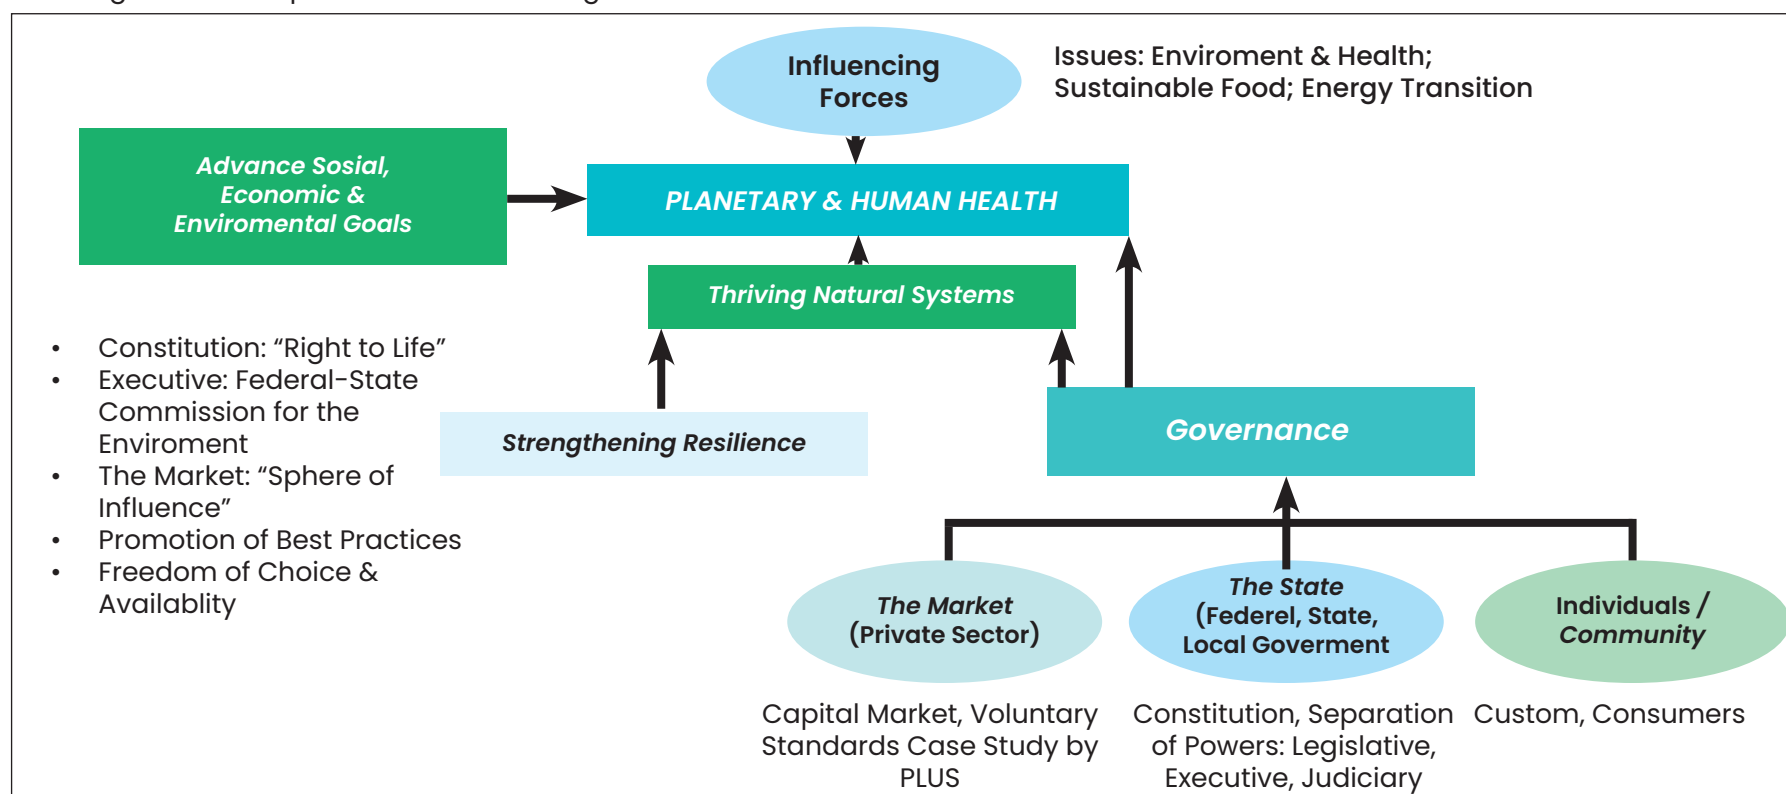 Influencing
Forces
Issues: Enviroment & Health;
Sustainable Food; Energy Transition
Advance Sosial,
Economic &
Enviromental Goals
PLANETARY & HUMAN HEALTH
Thriving Natural Systems
• Constitution: “Right to Life”
• Executive: Federal-State
Commission for the
Enviroment
• The Market: “Sphere of
Influence”
• Promotion of Best Practices
• Freedom of Choice &
Availablity
Strengthening Resilience
Governance
The Market
(Private Sector)
The State
(Federel, State,
Local Goverment
Individuals /
Community
Capital Market, Voluntary
Standards Case Study by
PLUS
Constitution, Separation
of Powers: Legislative,
Executive, Judiciary
Custom, Consumers